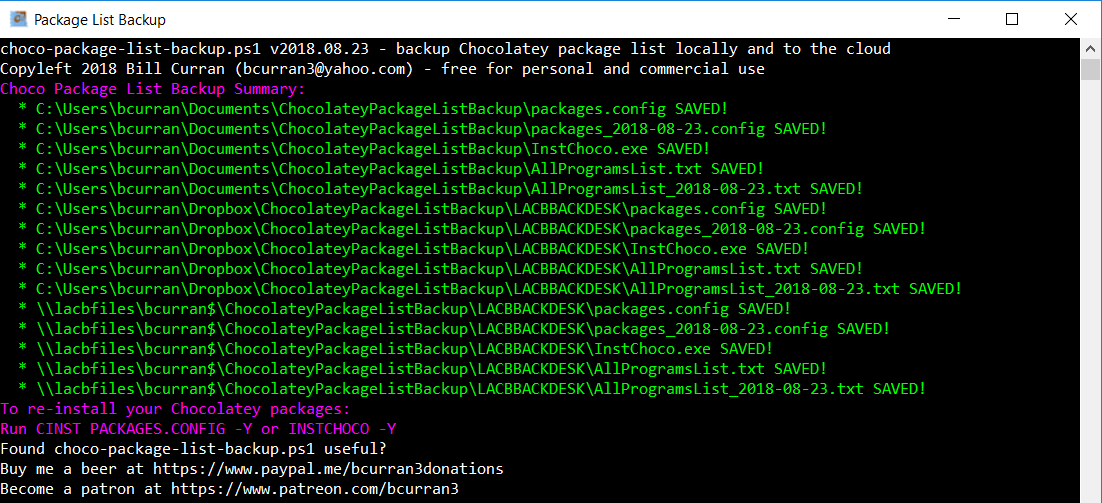 Package List Backup
choco-package-list-backup.ps1 v2018.08.23 - backup Chocolatey package list locally and to the cloud
Copyleft 2018 Bill Curran (bcurran3@yahoo.com) - free for personal and commercial use
Choco Package List Backup Summary:
* C:\Users\bcurran\Documents\ChocolateyPackageListBackup\packages.config SAVED!
* C:\Users\bcurran\Documents\ChocolateyPackageListBackup\packages_2018-08-23.config SAVED!
* C:\Users\bcurran\Documents\ChocolateyPackageListBackup\InstChoco.exe SAVED!
* C:\Users\bcurran\Documents\ChocolateyPackageListBackup\AllProgramsList.txt SAVED!
* C:\Users\bcurran\Documents\ChocolateyPackageListBackup\AllProgramsList_2018-08-23.txt SAVED!
* C:\Users\bcurran\Dropbox\ChocolateyPackageListBackup\LACBBACKDESK\packages.config SAVED!
* C:\Users\bcurran\Dropbox\ChocolateyPackageListBackup\LACBBACKDESK\packages_2018-08-23.config SAVED!
* C:\Users\bcurran\Dropbox\ChocolateyPackageListBackup\LACBBACKDESK\InstChoco.exe SAVED!
* C:\Users\bcurran\Dropbox\ChocolateyPackageListBackup\LACBBACKDESK\AllProgramsList.txt SAVED!
* C:\Users\bcurran\Dropbox\ChocolateyPackageListBackup\LACBBACKDESK\AllProgramsList_2018-08-23.txt SAVED!
* \\lacbfiles\bcurran$\ChocolateyPackageListBackup\LACBBACKDESK\packages.config SAVED!
* \\lacbfiles\bcurran$\ChocolateyPackageListBackup\LACBBACKDESK\packages_2018-08-23.config SAVED!
* \\lacbfiles\bcurran$\ChocolateyPackageListBackup\LACBBACKDESK\InstChoco.exe SAVED!
* \\lacbfiles\bcurran$\ChocolateyPackageListBackup\LACBBACKDESK\AllProgramsList.txt SAVED!
* \\lacbfiles\bcurran$\ChocolateyPackageListBackup\LACBBACKDESK\AllProgramsList_2018-08-23.txt SAVED!
To re-install your Chocolatey packages:
Run CINST PACKAGES.CONFIG -Y or INSTCHOCO -Y
Found choco-package-list-backup.ps1 useful?
Buy me a beer at https://www.paypal.me/bcurran3donations
Become a patron at https://www.patreon.com/bcurran3